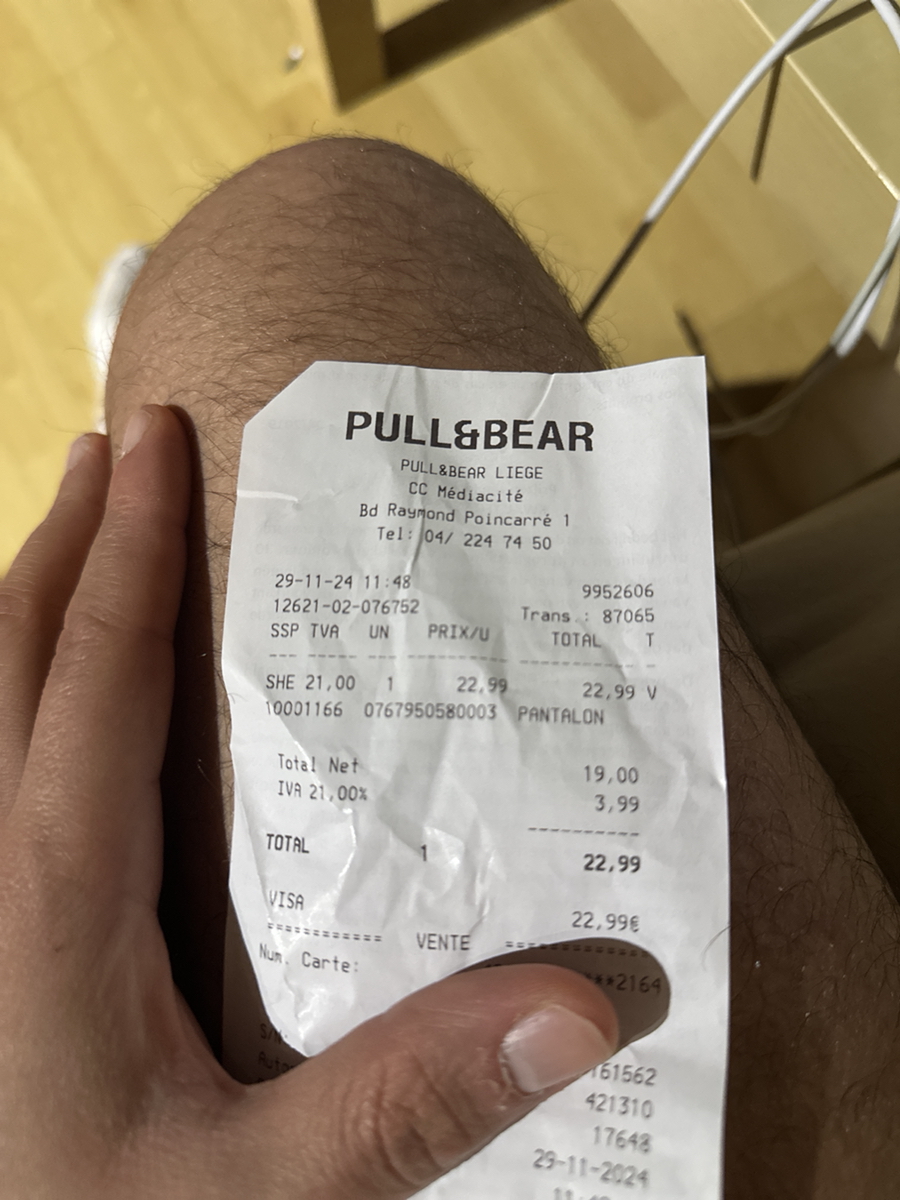 PULL&BEAR
PULL&BEAR LIEGE
CC Médiacité
Bd Raymond Poincarré 1
Tel: 04/ 224 74 50
29-11-24 11:48 9952606
12621-02-076752 Trans.: 87065
SSP TVA UN PRIX/U TOTAL T
SHE 21,00 1 22,99 22,99 V
10001166 0767950580003 PANTALON
Total Net 19,00
IVA 21,00% 3,99
TOTAL 1 22,99
VISA 22,99€
============ VENTE ============
Num. Carte: **2164
S/N: 161562
421310
17648
29-11-2024